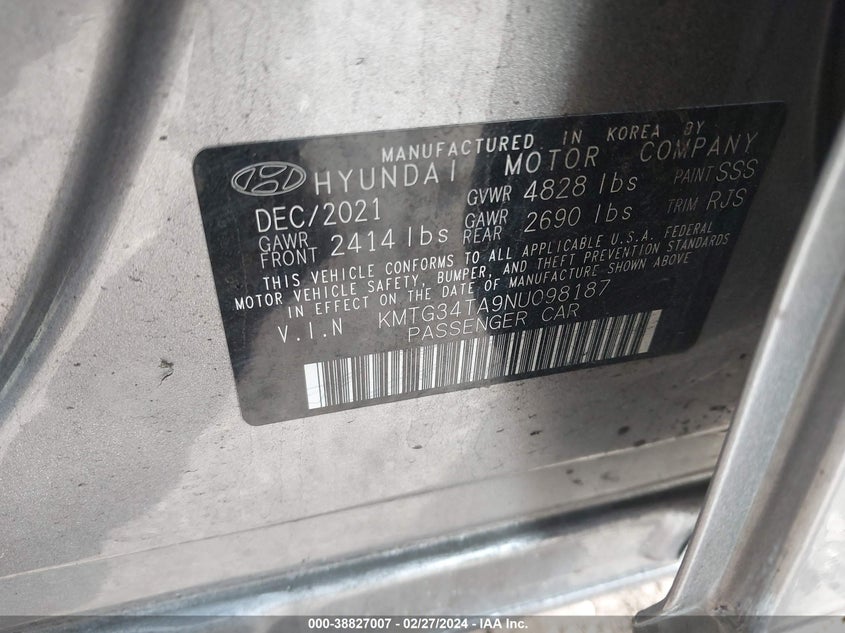 MANUFACTURED IN KOREA BY
HYUNDAI MOTOR COMPANY
DEC/2021 GVWR 4828 lbs PAINT SSS
GAWR FRONT 2414 lbs GAWR REAR 2690 lbs TRIM RJS
THIS VEHICLE CONFORMS TO ALL APPLICABLE U.S.A. FEDERAL
MOTOR VEHICLE SAFETY, BUMPER, AND THEFT PREVENTION STANDARDS
IN EFFECT ON THE DATE OF MANUFACTURE SHOWN ABOVE
V.I.N KMTG34TA9NU098187
PASSENGER CAR
000-38827007 - 02/27/2024 - IAA Inc.